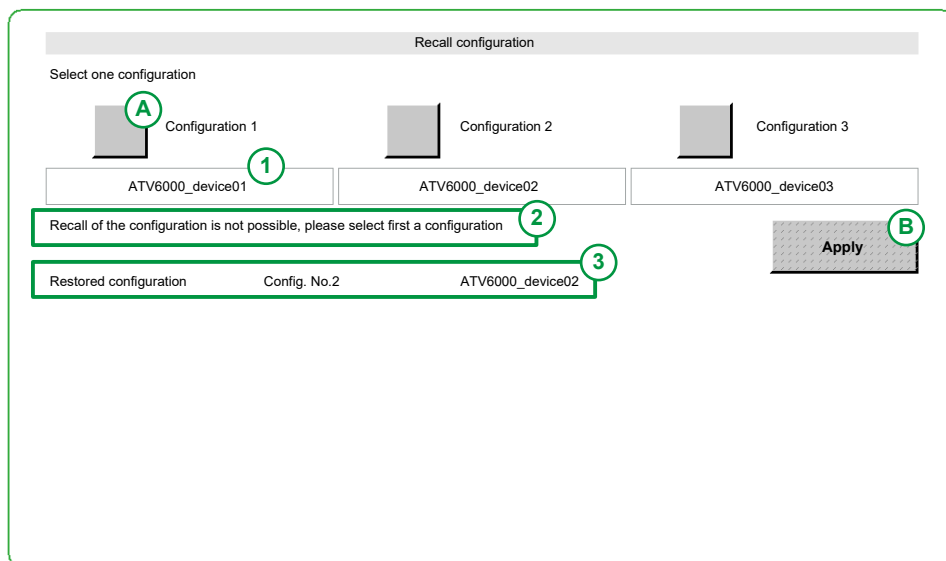 Recall configuration
Select one configuration
A
Configuration 1
Configuration 2
Configuration 3
1
ATV6000_device01
ATV6000_device02
ATV6000_device03
Recall of the configuration is not possible, please select first a configuration
2
B
Apply
3
Restored configuration Config. No.2 ATV6000_device02